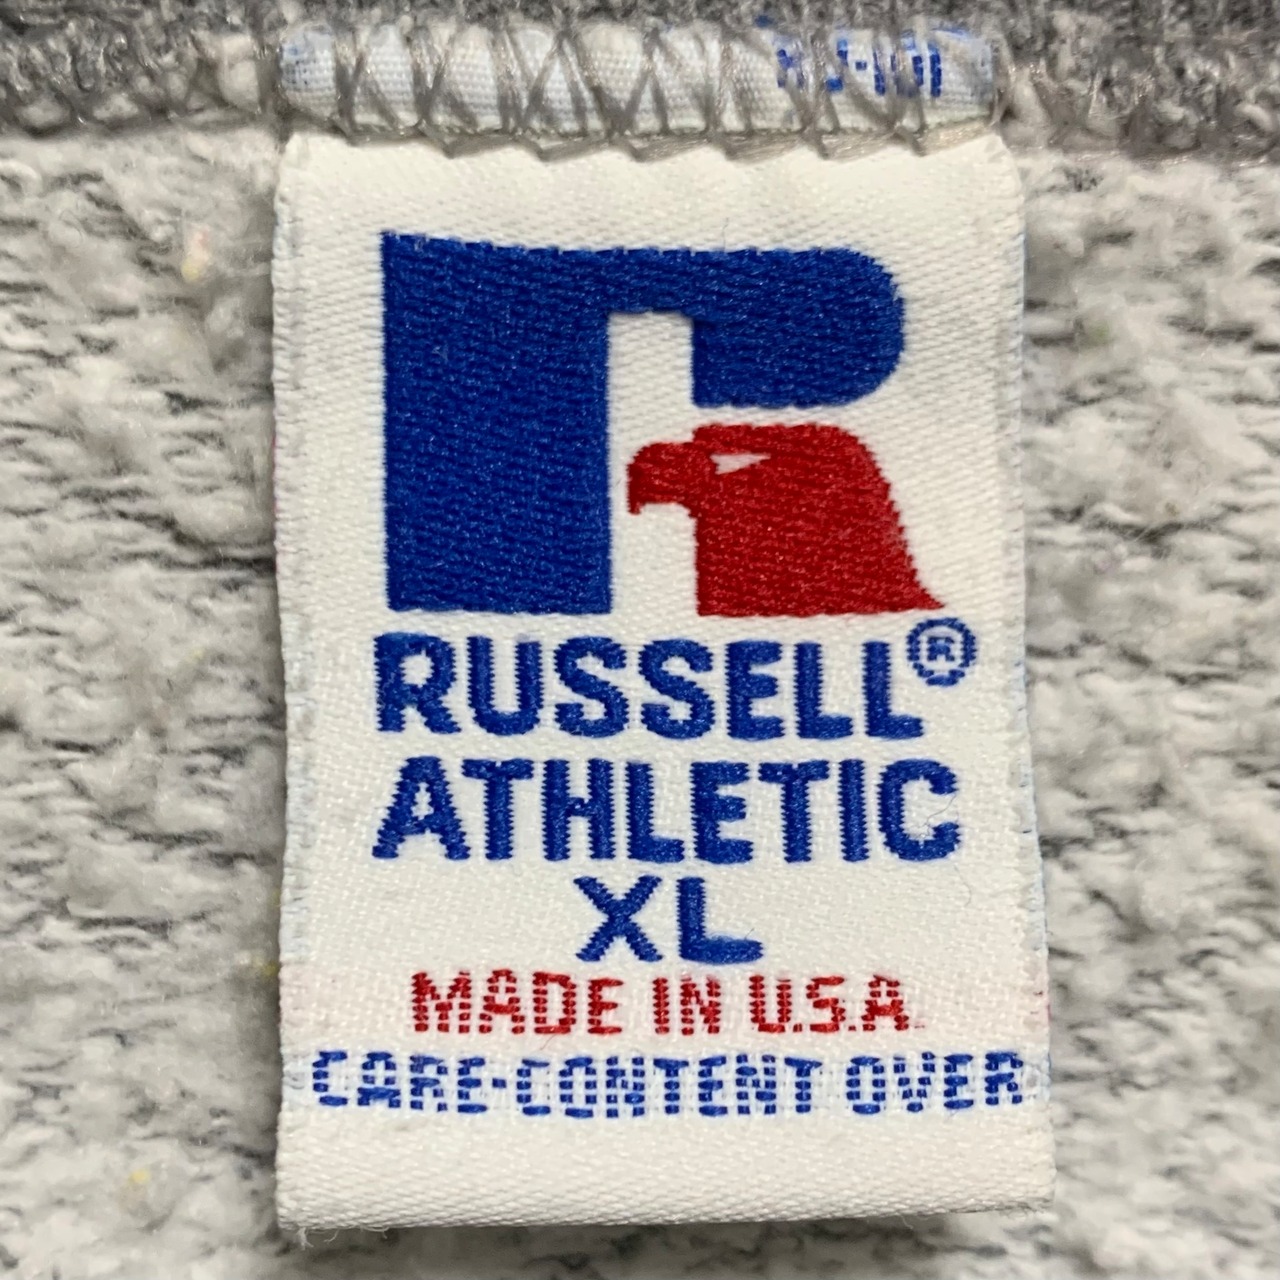 RUSSELL®
ATHLETIC
XL
MADE IN U.S.A.
CARE-CONTENT OVER